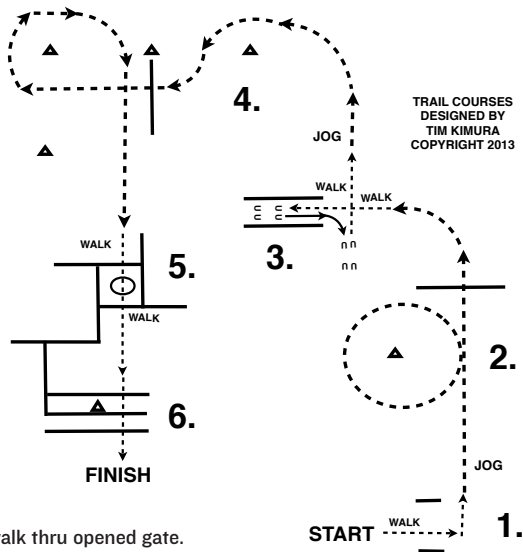 4.
TRAIL COURSES
DESIGNED BY
TIM KIMURA
COPYRIGHT 2013
JOG
WALK
WALK
3.
WALK
5.
WALK
2.
6.
FINISH
JOG
START
WALK
1.
thru opened gate.